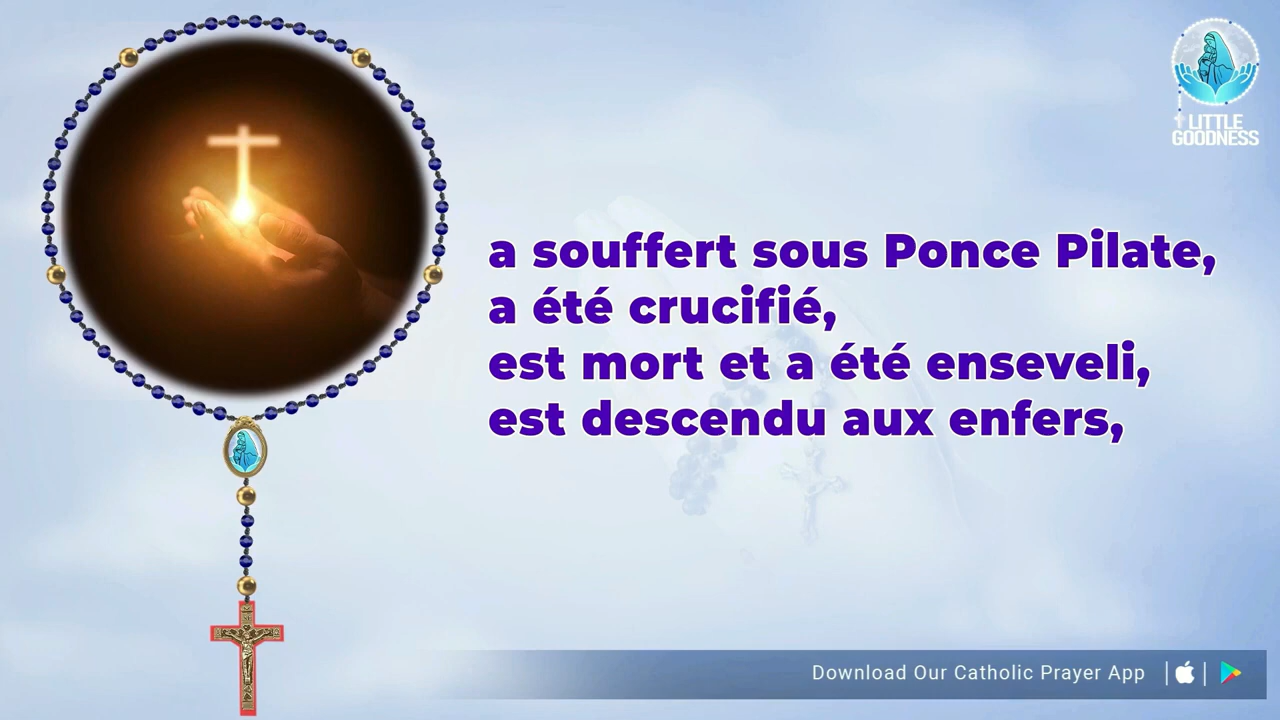 LITTLE
GOODNESS
a souffert sous Ponce Pilate,
a été crucifié,
est mort et a été enseveli,
est descendu aux enfers,
Download Our Catholic Prayer App